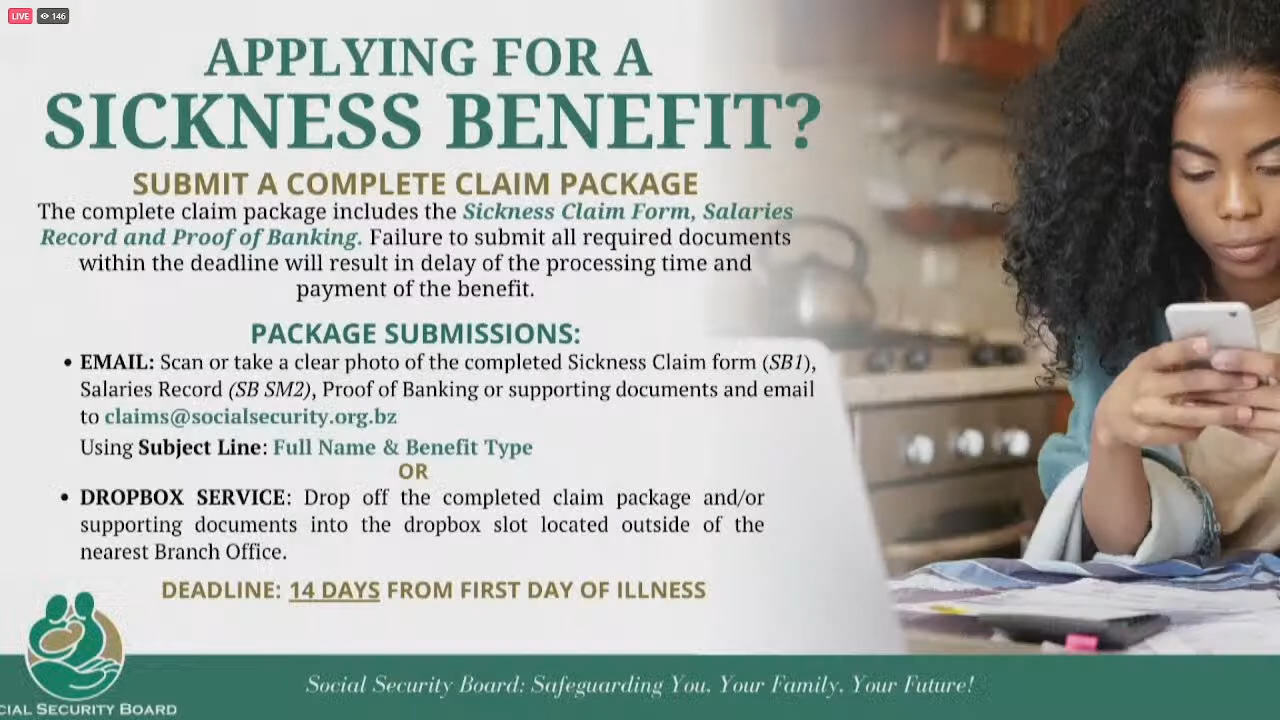 LIVE 146
APPLYING FOR A
SICKNESS BENEFIT?
SUBMIT A COMPLETE CLAIM PACKAGE
The complete claim package includes the Sickness Claim Form, Salaries
Record and Proof of Banking. Failure to submit all required documents
within the deadline will result in delay of the processing time and
payment of the benefit.
PACKAGE SUBMISSIONS:
• EMAIL: Scan or take a clear photo of the completed Sickness Claim form (SB1),
Salaries Record (SB SM2), Proof of Banking or supporting documents and email
to claims@socialsecurity.org.bz
Using Subject Line: Full Name & Benefit Type
OR
• DROPBOX SERVICE: Drop off the completed claim package and/or
supporting documents into the dropbox slot located outside of the
nearest Branch Office.
DEADLINE: 14 DAYS FROM FIRST DAY OF ILLNESS
Social Security Board: Safeguarding You, Your Family, Your Future!
CIAL SECURITY BOARD